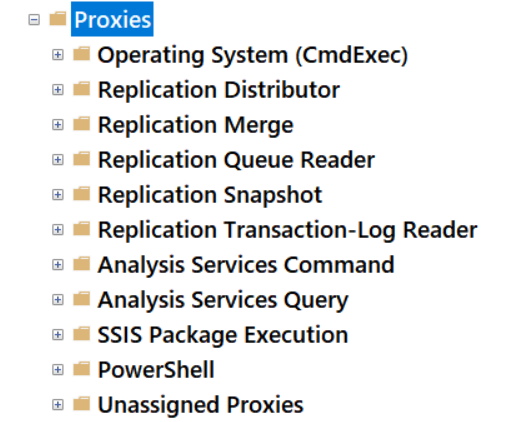 Proxies
Operating System (CmdExec)
Replication Distributor
Replication Merge
Replication Queue Reader
Replication Snapshot
Replication Transaction-Log Reader
Analysis Services Command
Analysis Services Query
SSIS Package Execution
PowerShell
Unassigned Proxies